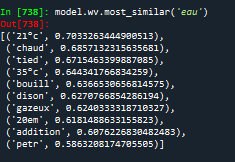 In [738]: model.wv.most_similar('eau')
Out[738]:
[('21°c', 0.7033263444900513),
('chaud', 0.6857132315635681),
('tied', 0.6715463399887085),
('35°c', 0.644341766834259),
('bouill', 0.6366530656814575),
('dison', 0.6270766854286194),
('gazeux', 0.6240333318710327),
('20em', 0.6181488633155823),
('addition', 0.6076226830482483),
('petr', 0.5863208174705505)]